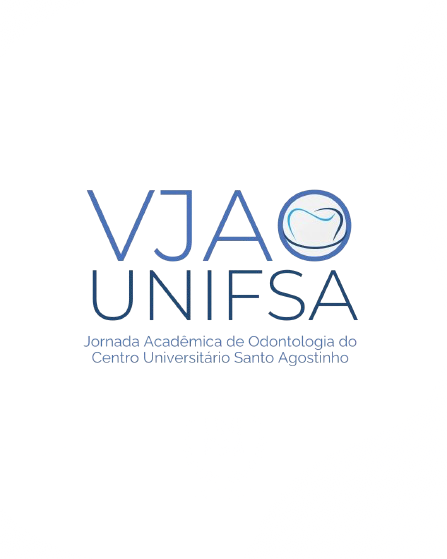 VJAO
UNIFSA
Jornada Acadêmica de Odontologia do
Centro Universitário Santo Agostinho